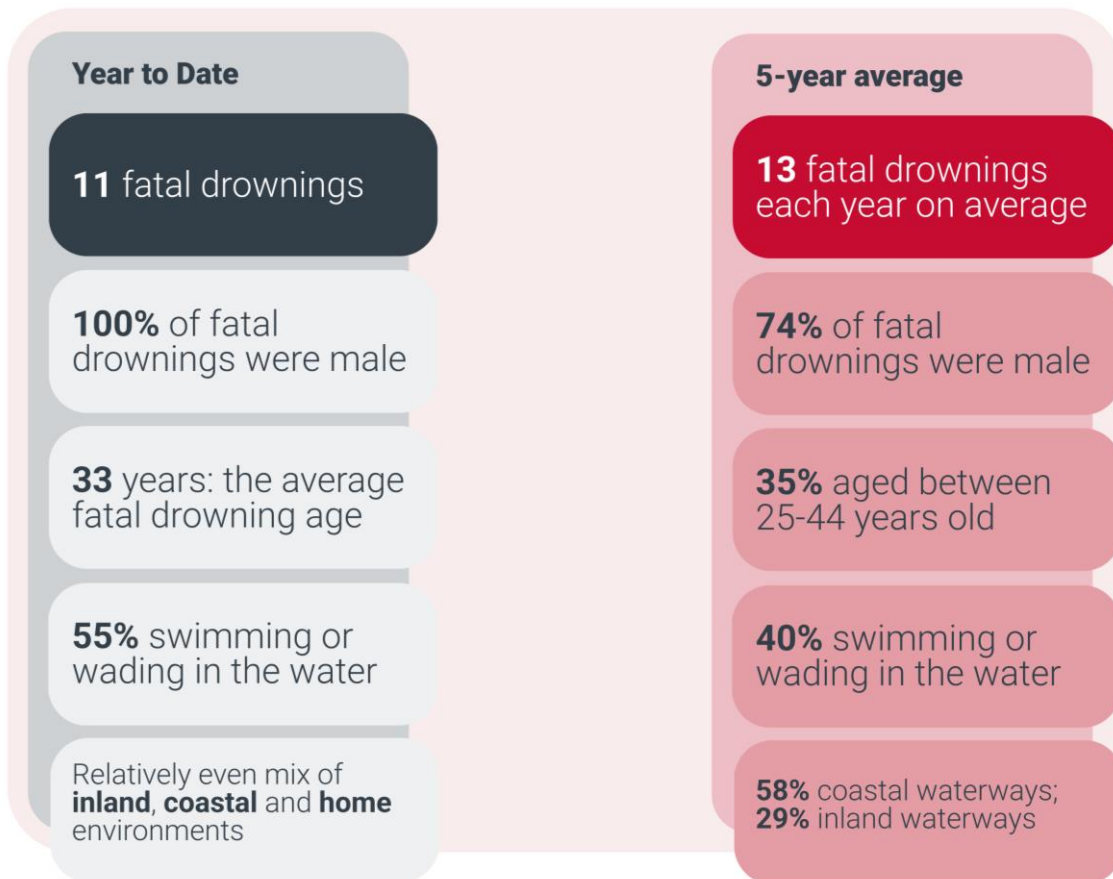 Year to Date
11 fatal drownings
100% of fatal
drownings were male
33 years: the average
fatal drowning age
55% swimming or
wading in the water
Relatively even mix of
inland, coastal and home
environments
5-year average
13 fatal drownings
each year on average
74% of fatal
drownings were male
35% aged between
25-44 years old
40% swimming or
wading in the water
58% coastal waterways;
29% inland waterways